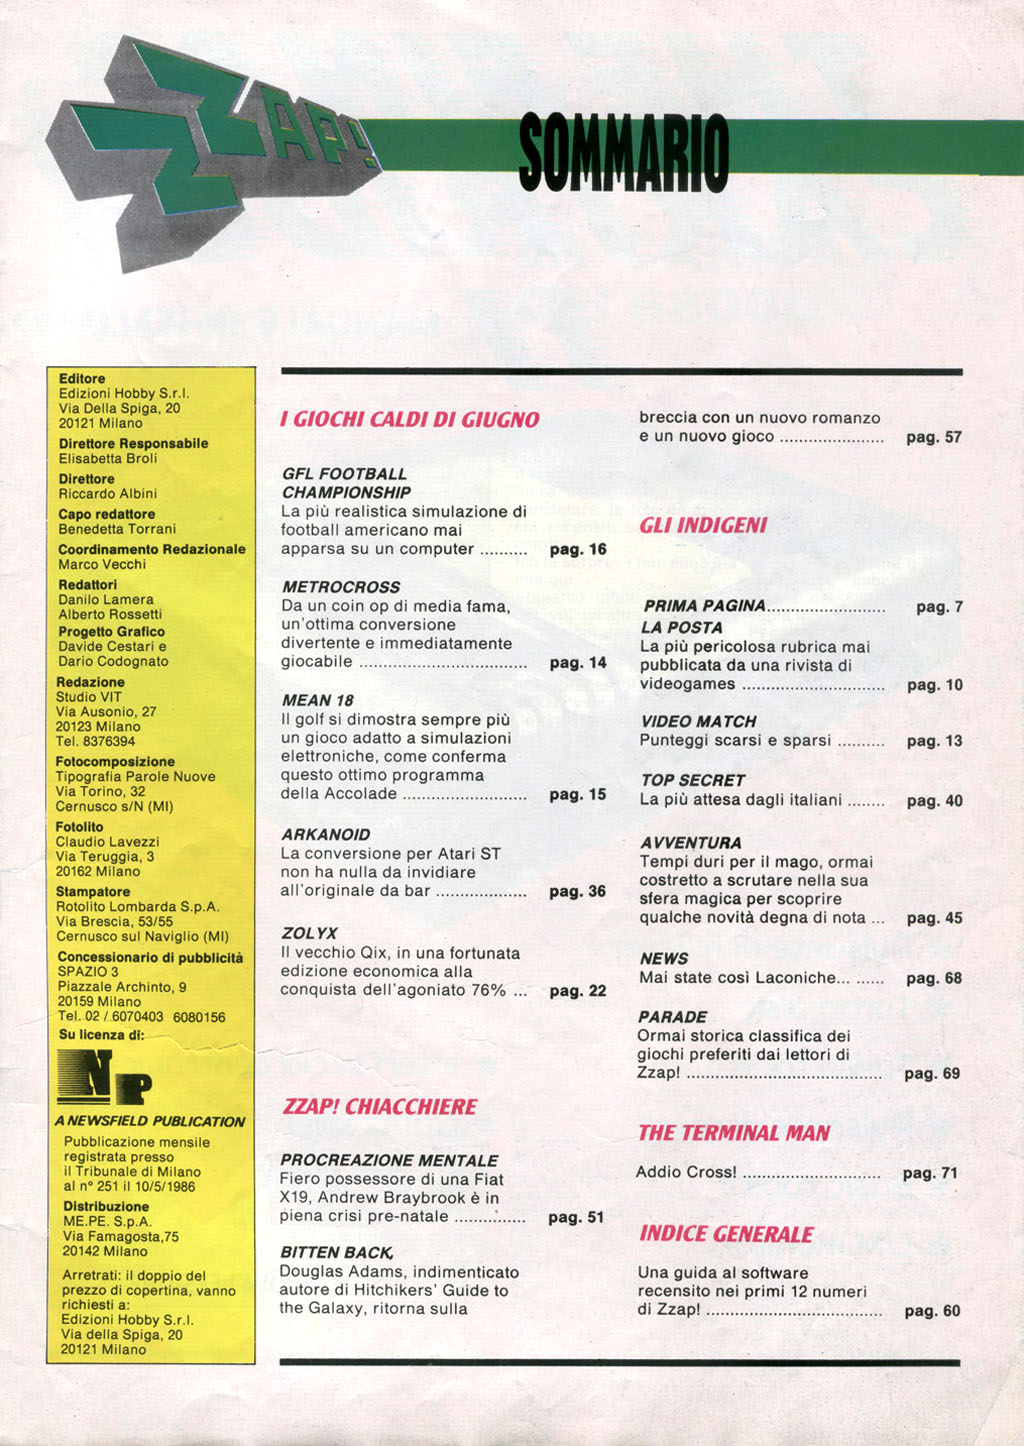 ZZAP!
SOMMARIO
Editore
Edizioni Hobby S.r.l.
Via Della Spiga, 20
20121 Milano
Direttore Responsabile
Elisabetta Broli
Direttore
Riccardo Albini
Capo redattore
Benedetta Torrani
Coordinamento Redazionale
Marco Vecchi
Redattori
Danilo Lamera
Alberto Rossetti
Progetto Grafico
Davide Cestari e
Dario Codognato
Redazione
Studio VIT
Via Ausonio, 27
20123 Milano
Tel. 8376394
Fotocomposizione
Tipografia Parole Nuove
Via Torino, 32
Cernusco s/N (MI)
Fotolito
Claudio Lavezzi
Via Teruggia, 3
20162 Milano
Stampatore
Rotolito Lombarda S.p.A.
Via Brescia, 53/55
Cernusco sul Naviglio (MI)
Concessionario di pubblicità
SPAZIO 3
Piazzale Archinto, 9
20159 Milano
Tel. 02 / 6070403 6080156
Su licenza di:
NP
A NEWSFIELD PUBLICATION
Pubblicazione mensile
registrata presso
il Tribunale di Milano
al n° 251 il 10/5/1986
Distribuzione
ME.PE. S.p.A.
Via Famagosta,75
20142 Milano
Arretrati: il doppio del
prezzo di copertina, vanno
richiesti a:
Edizioni Hobby S.r.l.
Via della Spiga, 20
20121 Milano
I GIOCHI CALDI DI GIUGNO
GFL FOOTBALL
CHAMPIONSHIP
La più realistica simulazione di
football americano mai
apparsa su un computer .......... pag. 16
METROCROSS
Da un coin op di media fama,
un'ottima conversione
divertente e immediatamente
giocabile .................................. pag. 14
MEAN 18
Il golf si dimostra sempre più
un gioco adatto a simulazioni
elettroniche, come conferma
questo ottimo programma
della Accolade ......................... pag. 15
ARKANOID
La conversione per Atari ST
non ha nulla da invidiare
all'originale da bar ................... pag. 36
ZOLYX
Il vecchio Qix, in una fortunata
edizione economica alla
conquista dell'agoniato 76% ... pag. 22
ZZAP! CHIACCHIERE
PROCREAZIONE MENTALE
Fiero possessore di una Fiat
X19, Andrew Braybrook è in
piena crisi pre-natale ............... pag. 51
BITTEN BACK,
Douglas Adams, indimenticato
autore di Hitchikers' Guide to
the Galaxy, ritorna sulla
breccia con un nuovo romanzo
e un nuovo gioco ...................... pag. 57
GLI INDIGENI
PRIMA PAGINA......................... pag. 7
LA POSTA
La più pericolosa rubrica mai
pubblicata da una rivista di
videogames ............................. pag. 10
VIDEO MATCH
Punteggi scarsi e sparsi .......... pag. 13
TOP SECRET
La più attesa dagli italiani ........ pag. 40
AVVENTURA
Tempi duri per il mago, ormai
costretto a scrutare nella sua
sfera magica per scoprire
qualche novità degna di nota ... pag. 45
NEWS
Mai state così Laconiche... ...... pag. 68
PARADE
Ormai storica classifica dei
giochi preferiti dai lettori di
Zzap! ........................................ pag. 69
THE TERMINAL MAN
Addio Cross! ............................ pag. 71
INDICE GENERALE
Una guida al software
recensito nei primi 12 numeri
di Zzap! .................................... pag. 60